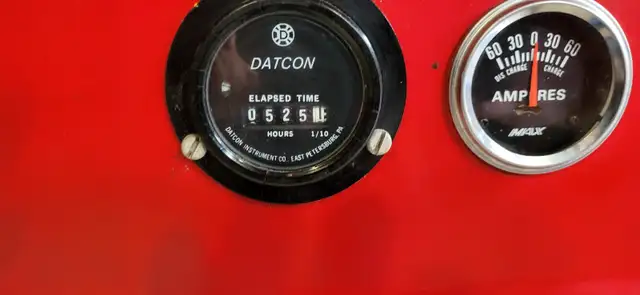 DATCON
ELAPSED TIME
0525
HOURS 1/10
DATCON INSTRUMENT CO., EAST PETERSBURG, PA
60 30 0 30 60
DIS CHARGE CHARGE
AMPERES
MAX